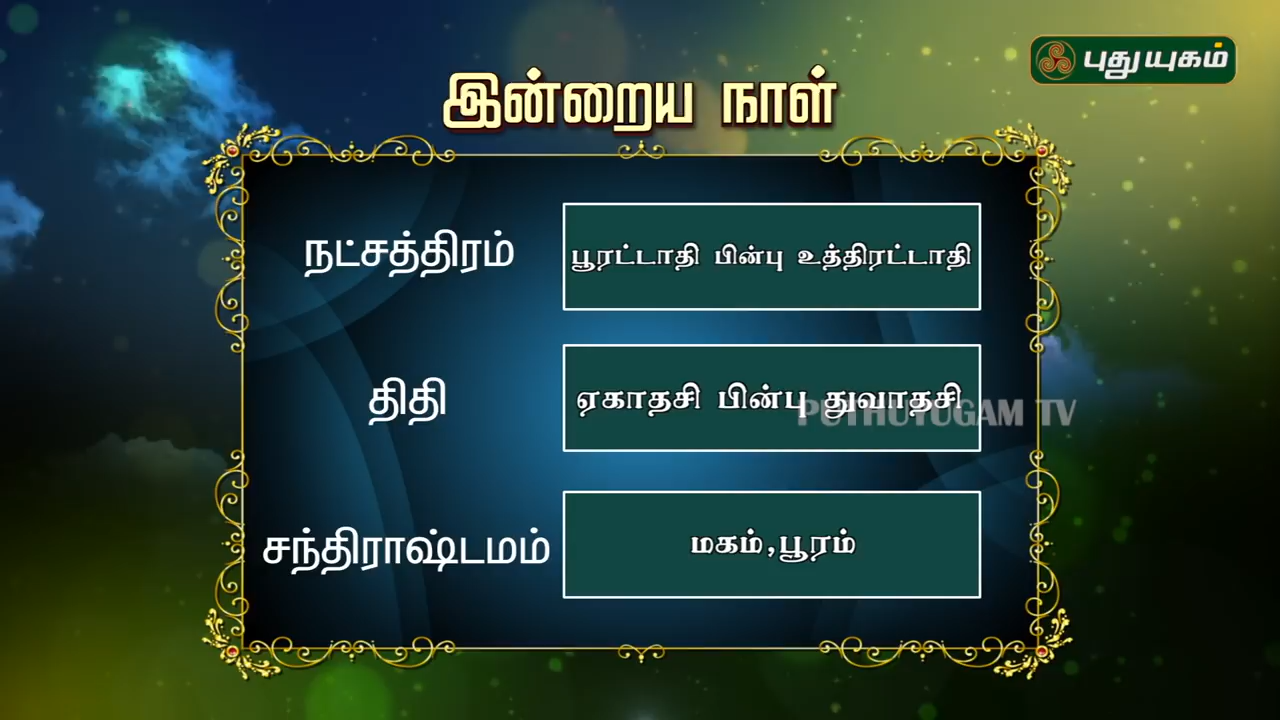 புதுயுகம்
இன்றைய நாள்
நட்சத்திரம் பூரட்டாதி பின்பு உத்திரட்டாதி
திதி ஏகாதசி பின்பு துவாதசி
PUTHUYUGAM TV
சந்திராஷ்டமம் மகம்,பூரம்